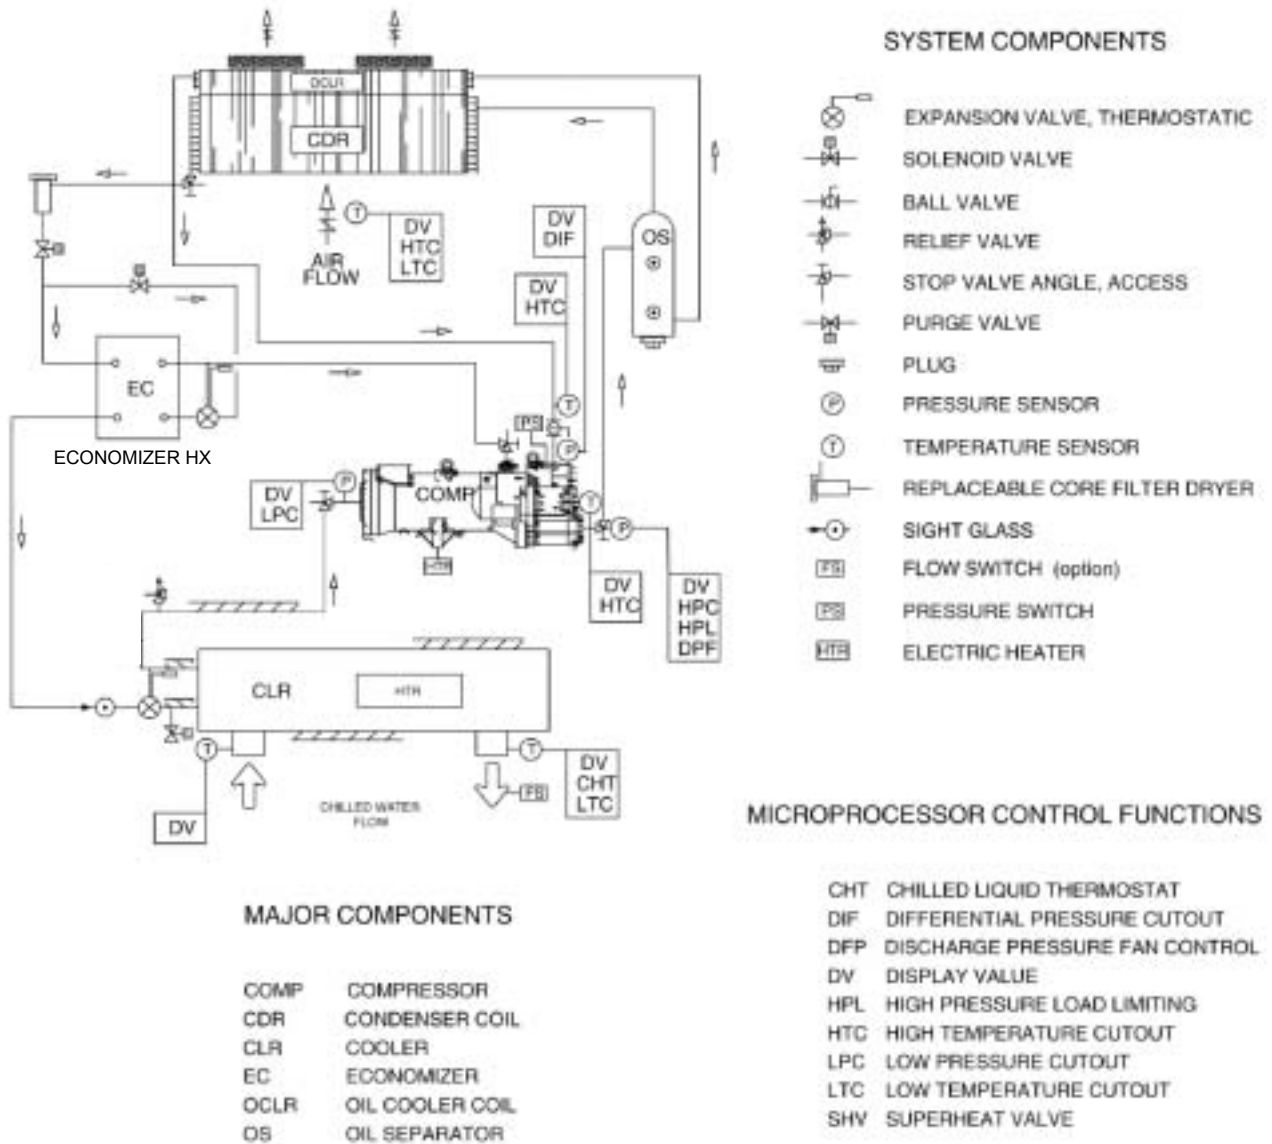 SYSTEM COMPONENTS
EXPANSION VALVE, THERMOSTATIC
SOLENOID VALVE
BALL VALVE
RELIEF VALVE
STOP VALVE ANGLE, ACCESS
PURGE VALVE
PLUG
P PRESSURE SENSOR
T TEMPERATURE SENSOR
REPLACEABLE CORE FILTER DRYER
SIGHT GLASS
FS FLOW SWITCH (option)
PS PRESSURE SWITCH
HTR ELECTRIC HEATER
OCLR
CDR
AIR
FLOW
T
DV
HTC
LTC
DV
DIF
OS
DV
HTC
EC
ECONOMIZER HX
T
PS
P
DV
LPC
P
COMP
T
P
HTR
DV
HTC
DV
HPC
HPL
DPF
CLR
HTR
T
T
DV
CHT
LTC
FS
DV
CHILLED WATER
FLOW
MICROPROCESSOR CONTROL FUNCTIONS
CHT CHILLED LIQUID THERMOSTAT
DIF DIFFERENTIAL PRESSURE CUTOUT
DFP DISCHARGE PRESSURE FAN CONTROL
DV DISPLAY VALUE
HPL HIGH PRESSURE LOAD LIMITING
HTC HIGH TEMPERATURE CUTOUT
LPC LOW PRESSURE CUTOUT
LTC LOW TEMPERATURE CUTOUT
SHV SUPERHEAT VALVE
MAJOR COMPONENTS
COMP COMPRESSOR
CDR CONDENSER COIL
CLR COOLER
EC ECONOMIZER
OCLR OIL COOLER COIL
OS OIL SEPARATOR